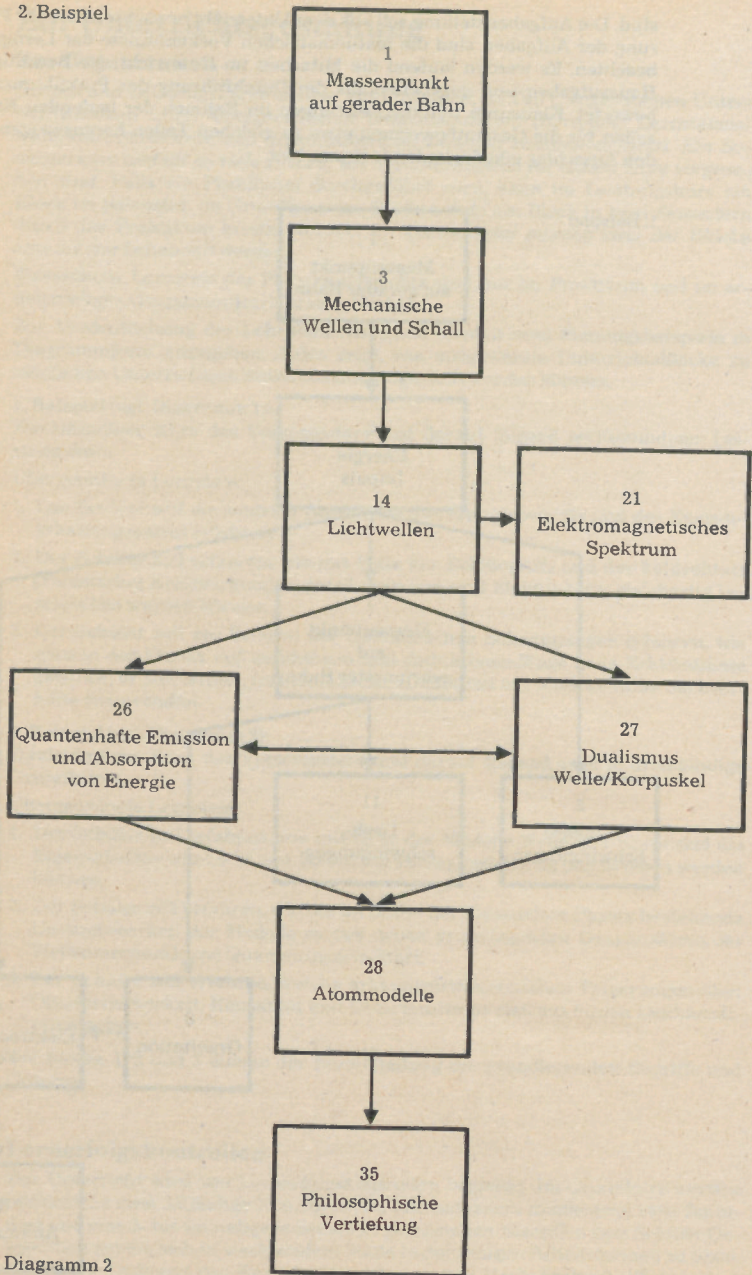 2. Beispiel
1
Massenpunkt
auf gerader Bahn
3
Mechanische
Wellen und Schall
14
Lichtwellen
21
Elektromagnetisches
Spektrum
26
Quantenhafte Emission
und Absorption
von Energie
27
Dualismus
Welle/Korpuskel
28
Atommodelle
35
Philosophische
Vertiefung
Diagramm 2